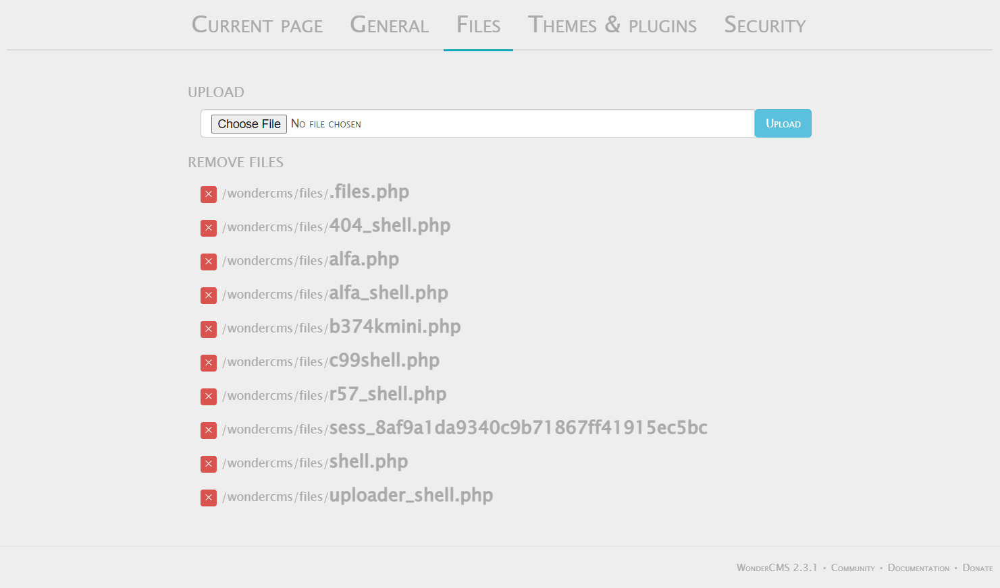 Current page General Files Themes & plugins Security
UPLOAD
Choose File No file chosen Upload
REMOVE FILES
× /wondercms/files/.files.php
× /wondercms/files/404_shell.php
× /wondercms/files/alfa.php
× /wondercms/files/alfa_shell.php
× /wondercms/files/b374kmini.php
× /wondercms/files/c99shell.php
× /wondercms/files/r57_shell.php
× /wondercms/files/sess_8af9a1da9340c9b71867ff41915ec5bc
× /wondercms/files/shell.php
× /wondercms/files/uploader_shell.php
WonderCMS 2.3.1 • Community • Documentation • Donate